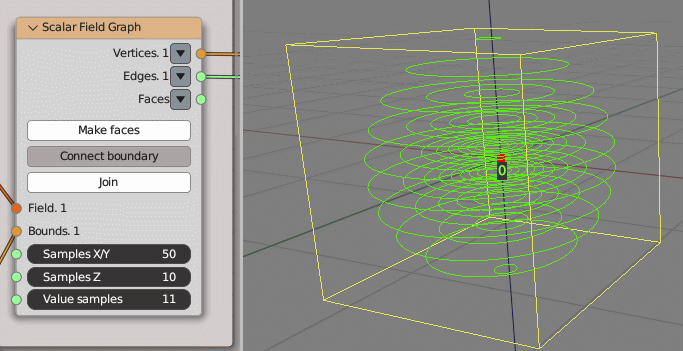 Scalar Field Graph
Vertices. 1
Edges. 1
Faces
Make faces
Connect boundary
Join
Field. 1
Bounds. 1
Samples X/Y 50
Samples Z 10
Value samples 11
0